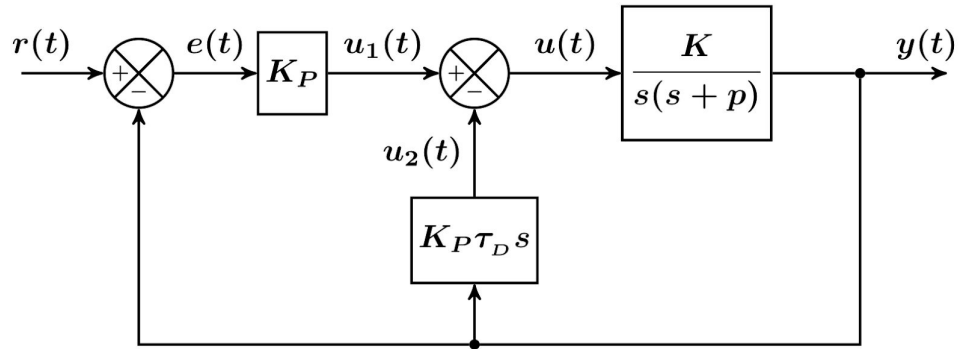 r(t)
+
−
e(t)
K_P
u_1(t)
+
−
u(t)
K
s(s + p)
y(t)
u_2(t)
K_P τ_D s